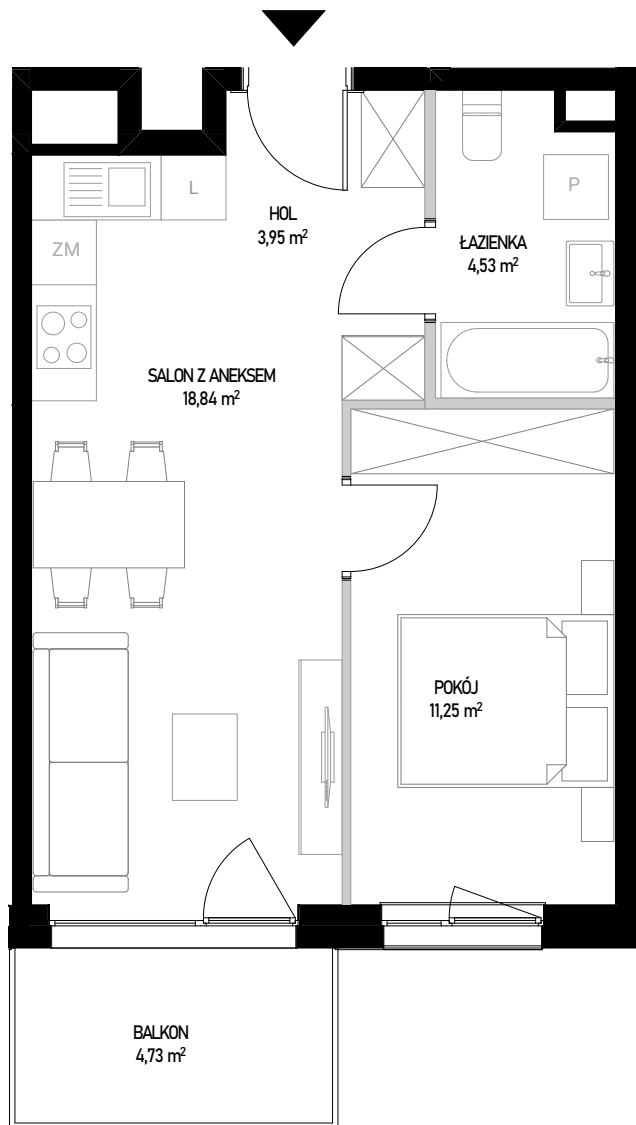 L
P
HOL
3,95 m²
ZM
ŁAZIENKA
4,53 m²
SALON Z ANEKSEM
18,84 m²
POKÓJ
11,25 m²
BALKON
4,73 m²